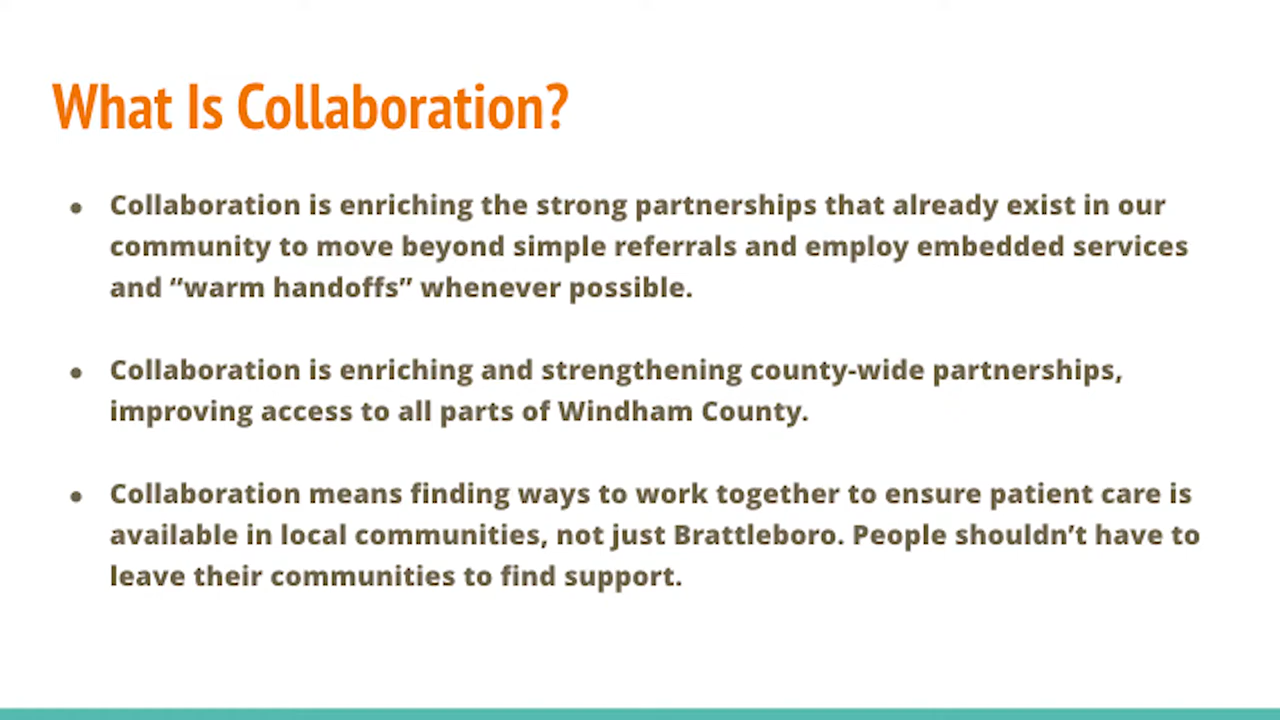 What Is Collaboration?
● Collaboration is enriching the strong partnerships that already exist in our
community to move beyond simple referrals and employ embedded services
and “warm handoffs” whenever possible.
● Collaboration is enriching and strengthening county-wide partnerships,
improving access to all parts of Windham County.
● Collaboration means finding ways to work together to ensure patient care is
available in local communities, not just Brattleboro. People shouldn’t have to
leave their communities to find support.